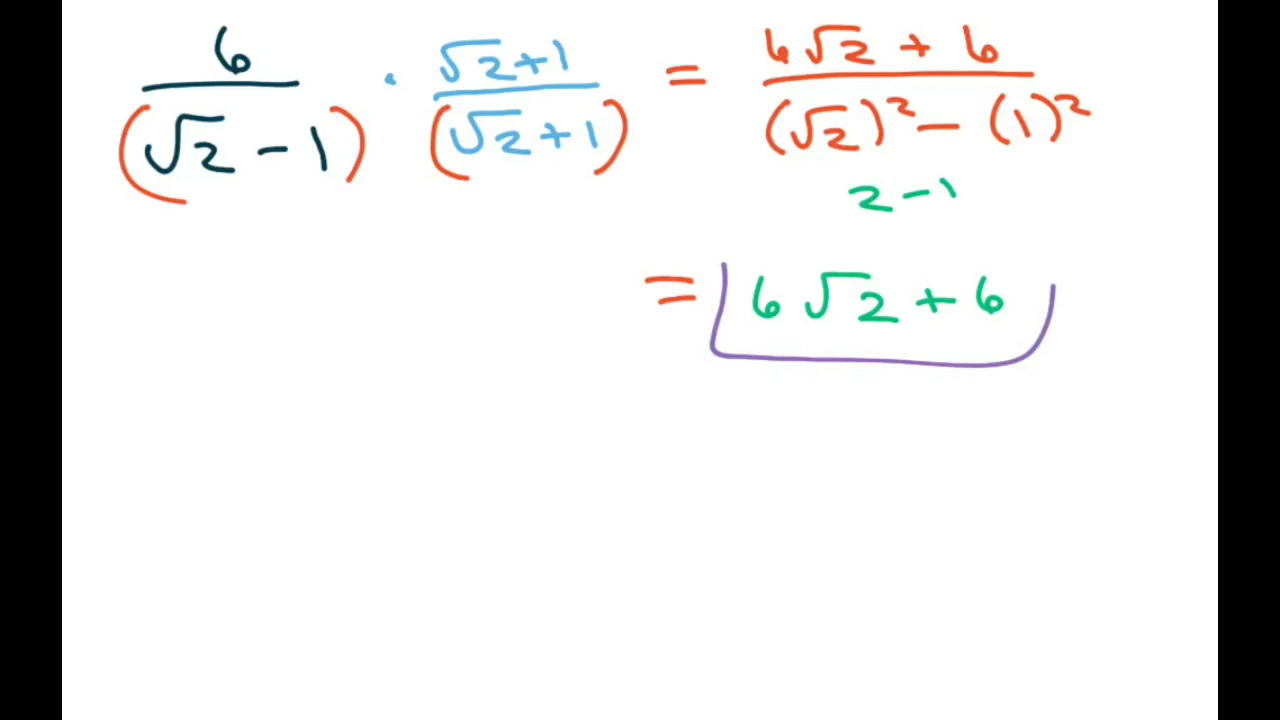 6/(√2 - 1) · √2+1/(√2+1) = 6√2 + 6/(√2)² - (1)²
2 - 1
= 6√2 + 6